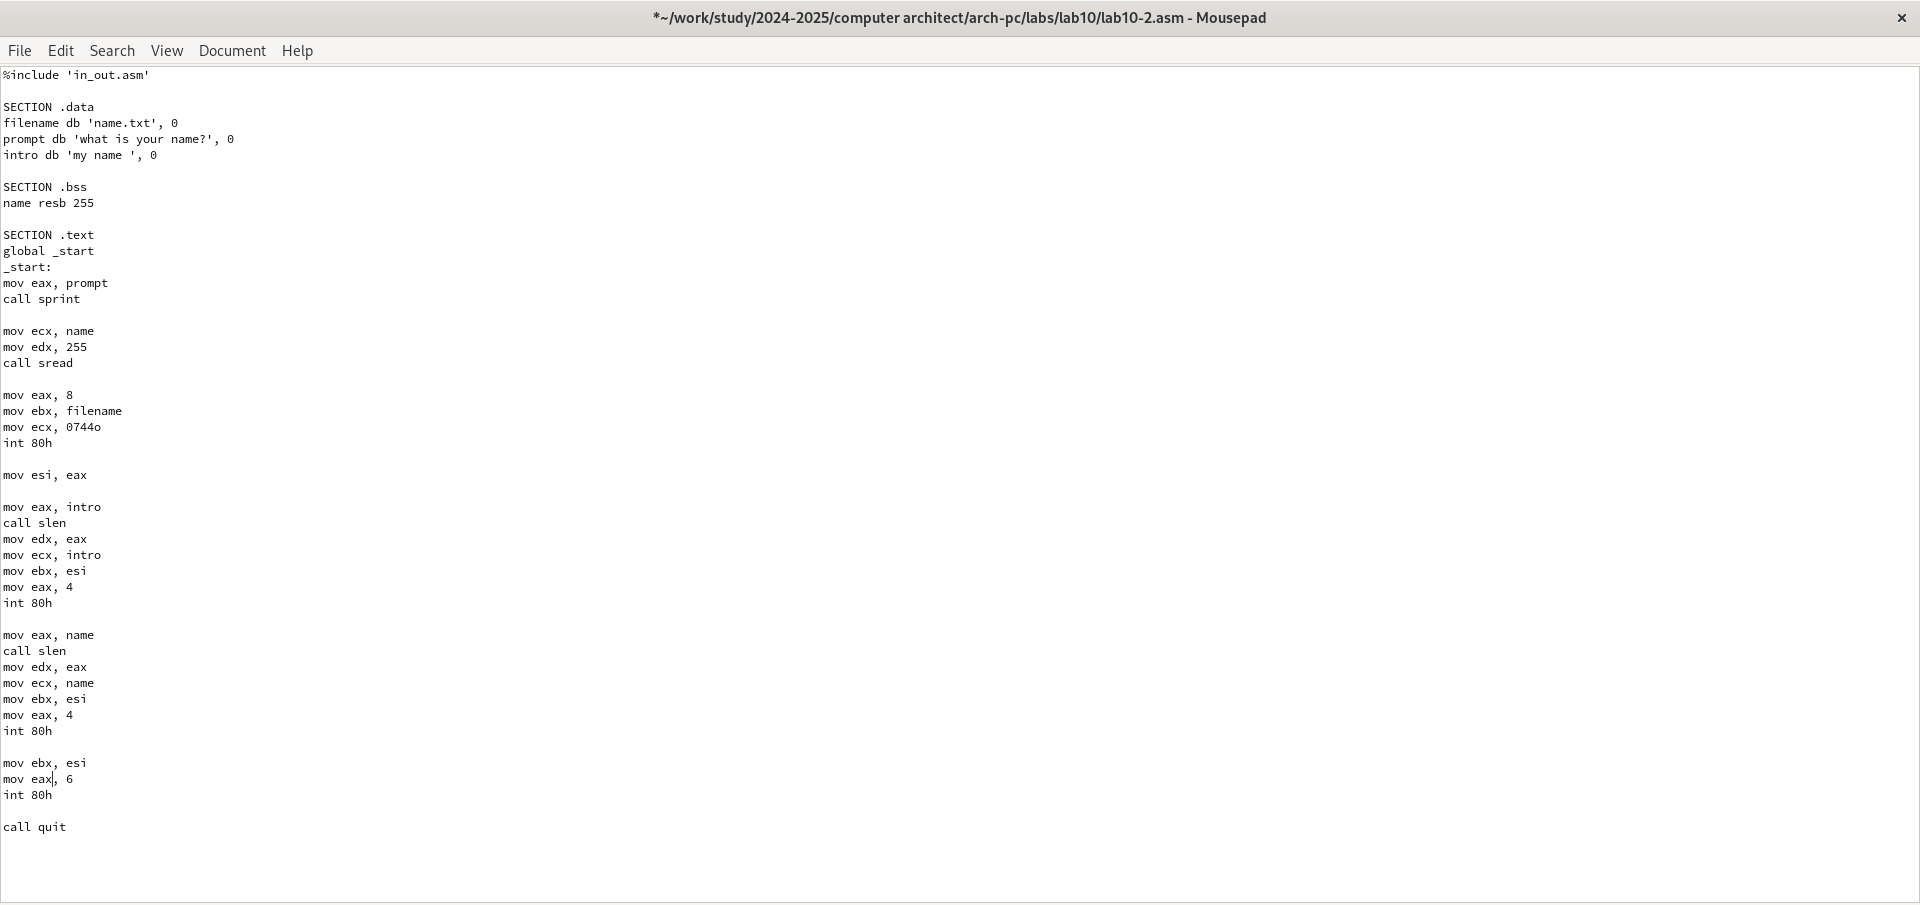 *~/work/study/2024-2025/computer architect/arch-pc/labs/lab10/lab10-2.asm - Mousepad
File Edit Search View Document Help
%include 'in_out.asm'
SECTION .data
filename db 'name.txt', 0
prompt db 'what is your name?', 0
intro db 'my name ', 0
SECTION .bss
name resb 255
SECTION .text
global _start
_start:
mov eax, prompt
call sprint
mov ecx, name
mov edx, 255
call sread
mov eax, 8
mov ebx, filename
mov ecx, 0744o
int 80h
mov esi, eax
mov eax, intro
call slen
mov edx, eax
mov ecx, intro
mov ebx, esi
mov eax, 4
int 80h
mov eax, name
call slen
mov edx, eax
mov ecx, name
mov ebx, esi
mov eax, 4
int 80h
mov ebx, esi
mov eax, 6
int 80h
call quit